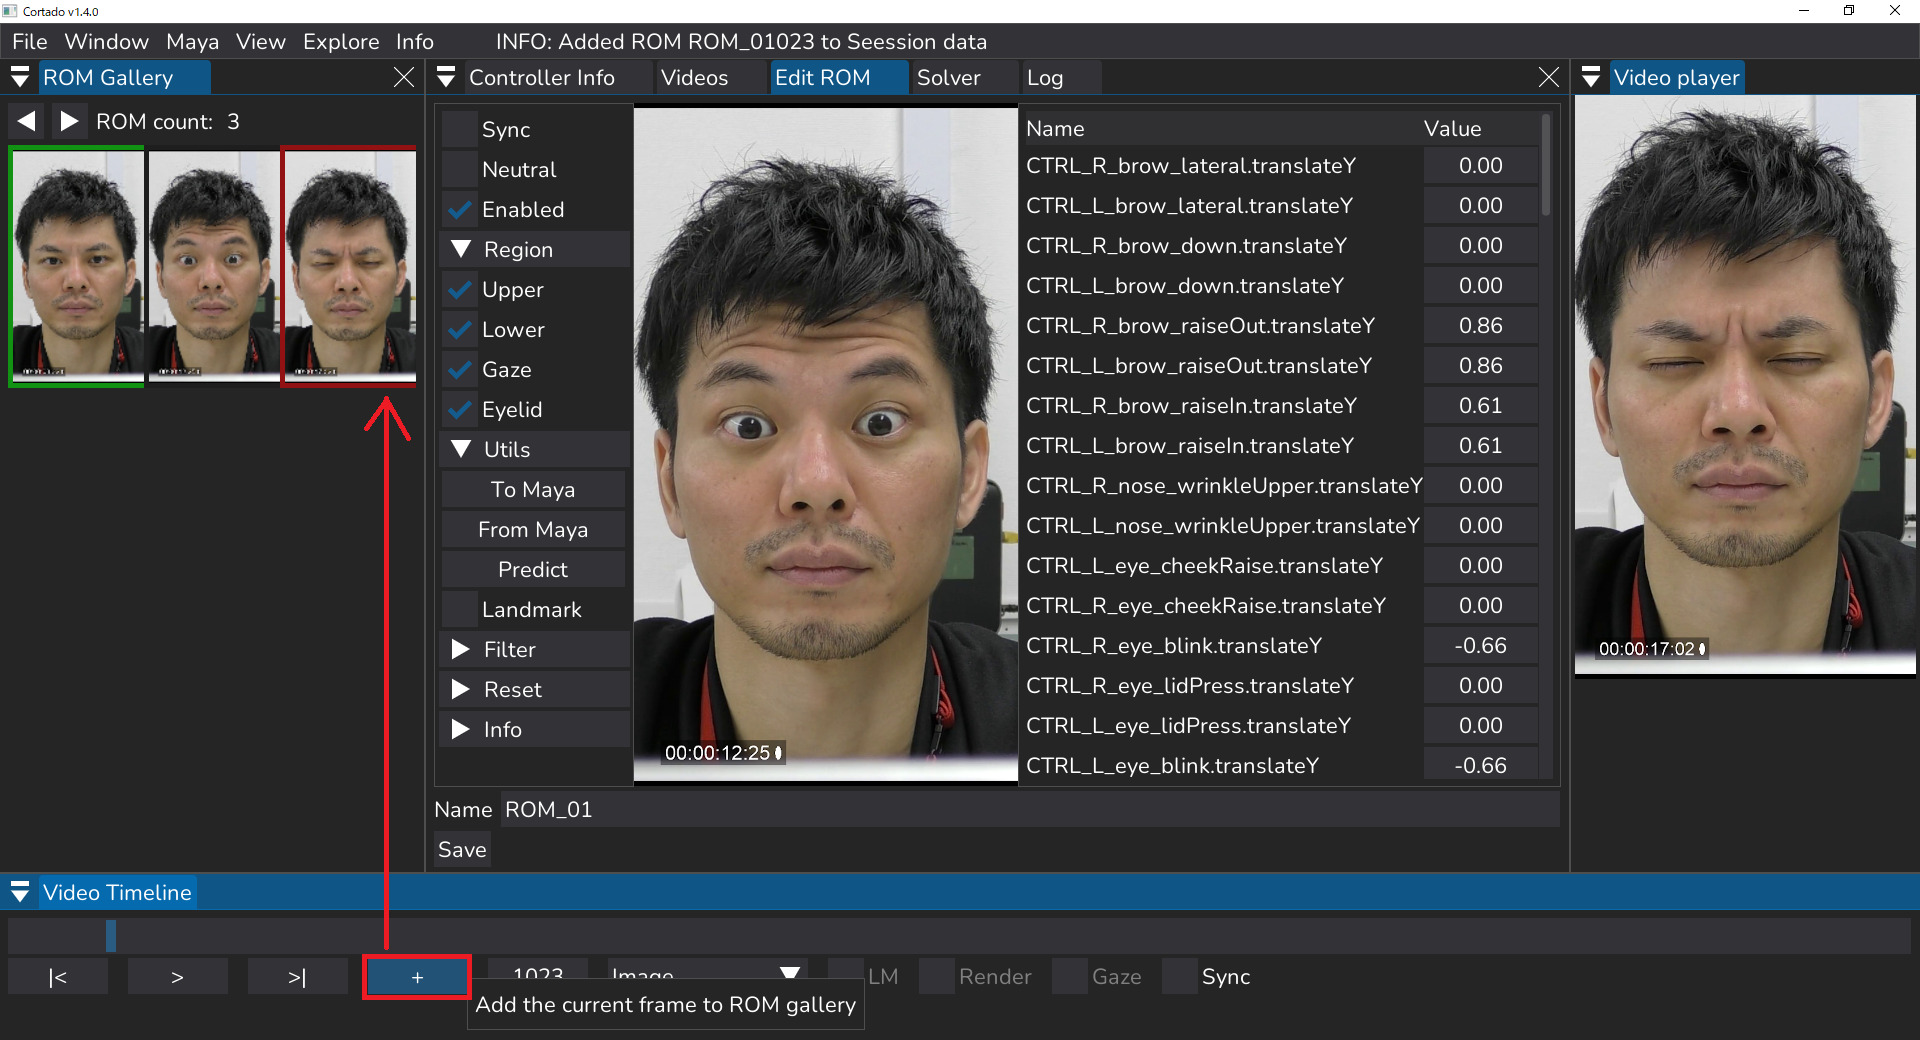 Cortado v1.4.0
File Window Maya View Explore Info INFO: Added ROM ROM_01023 to Seession data
ROM Gallery
Controller Info Videos Edit ROM Solver Log
Video player
ROM count: 3
Sync
Neutral
Enabled
Region
Upper
Lower
Gaze
Eyelid
Utils
To Maya
From Maya
Predict
Landmark
Filter
Reset
Info
00:00:12:25
Name Value
CTRL_R_brow_lateral.translateY 0.00
CTRL_L_brow_lateral.translateY 0.00
CTRL_R_brow_down.translateY 0.00
CTRL_L_brow_down.translateY 0.00
CTRL_R_brow_raiseOut.translateY 0.86
CTRL_L_brow_raiseOut.translateY 0.86
CTRL_R_brow_raiseIn.translateY 0.61
CTRL_L_brow_raiseIn.translateY 0.61
CTRL_R_nose_wrinkleUpper.translateY 0.00
CTRL_L_nose_wrinkleUpper.translateY 0.00
CTRL_L_eye_cheekRaise.translateY 0.00
CTRL_R_eye_cheekRaise.translateY 0.00
CTRL_R_eye_blink.translateY -0.66
CTRL_R_eye_lidPress.translateY 0.00
CTRL_L_eye_lidPress.translateY 0.00
CTRL_L_eye_blink.translateY -0.66
00:00:17:02
Name ROM_01
Save
Video Timeline
|< > >| + 1023 Image LM Render Gaze Sync
Add the current frame to ROM gallery